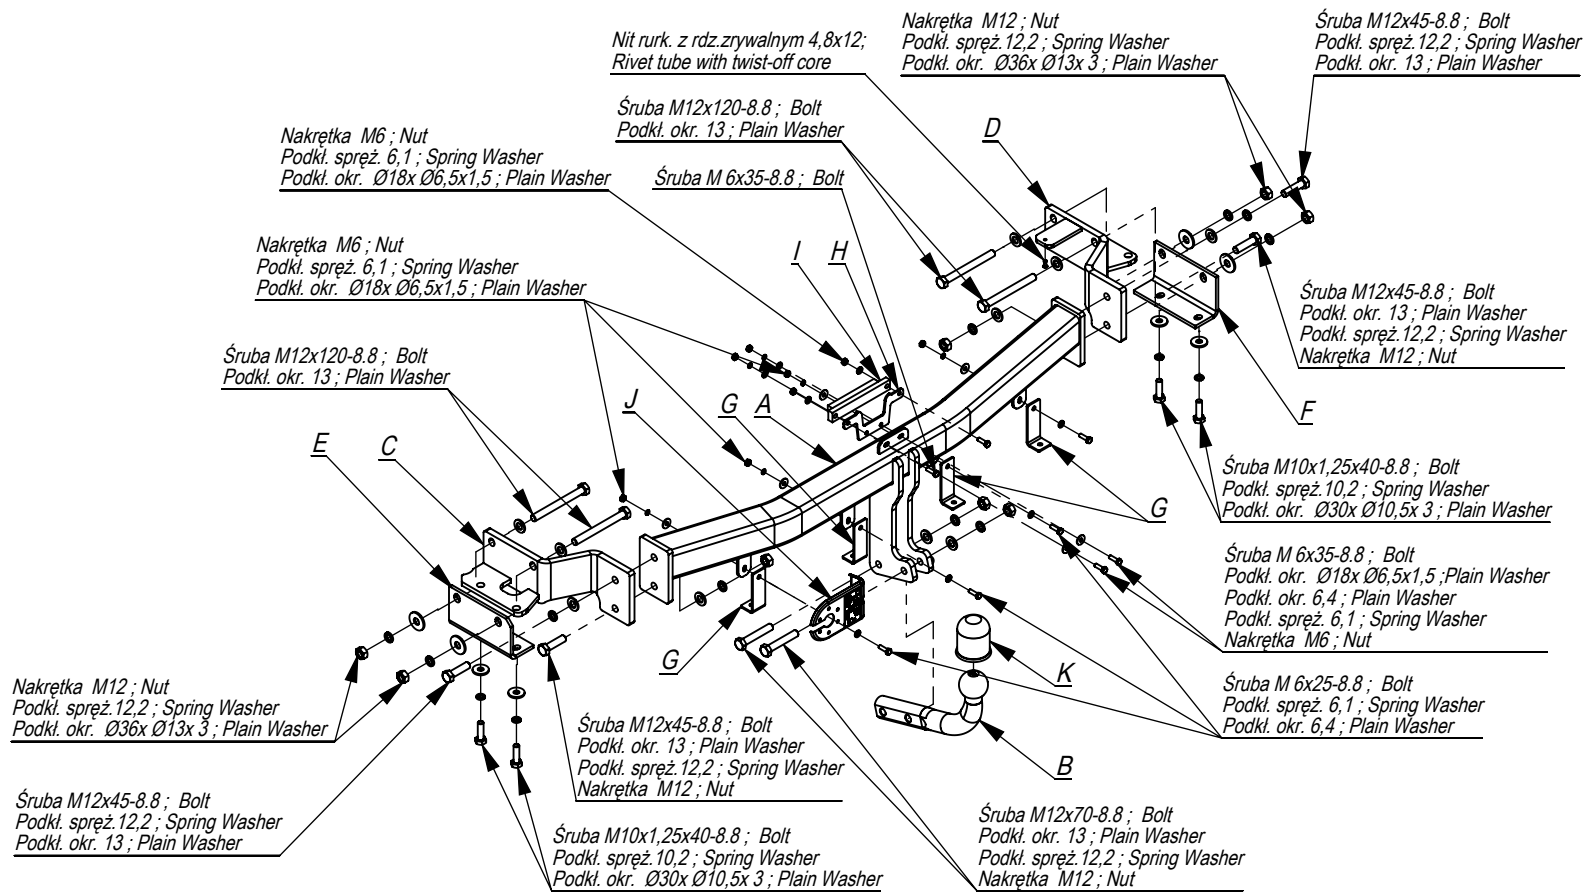 Nit rurk. z rdz.zrywalnym 4,8x12;
Rivet tube with twist-off core
Nakrętka M12 ; Nut
Podkł. spręż.12,2 ; Spring Washer
Podkł. okr. Ø36x Ø13x 3 ; Plain Washer
Śruba M12x45-8.8 ; Bolt
Podkł. spręż.12,2 ; Spring Washer
Podkł. okr. 13 ; Plain Washer
Śruba M12x120-8.8 ; Bolt
Podkł. okr. 13 ; Plain Washer
D
Nakrętka M6 ; Nut
Podkł. spręż. 6,1 ; Spring Washer
Podkł. okr. Ø18x Ø6,5x1,5 ; Plain Washer
Śruba M 6x35-8.8 ; Bolt
Nakrętka M6 ; Nut
Podkł. spręż. 6,1 ; Spring Washer
Podkł. okr. Ø18x Ø6,5x1,5 ; Plain Washer
I
H
Śruba M12x45-8.8 ; Bolt
Podkł. okr. 13 ; Plain Washer
Podkł. spręż.12,2 ; Spring Washer
Nakrętka M12 ; Nut
Śruba M12x120-8.8 ; Bolt
Podkł. okr. 13 ; Plain Washer
J
G
A
F
E
C
Śruba M10x1,25x40-8.8 ; Bolt
Podkł. spręż.10,2 ; Spring Washer
Podkł. okr. Ø30x Ø10,5x 3 ; Plain Washer
G
Śruba M 6x35-8.8 ; Bolt
Podkł. okr. Ø18x Ø6,5x1,5 ;Plain Washer
Podkł. okr. 6,4 ; Plain Washer
Podkł. spręż. 6,1 ; Spring Washer
Nakrętka M6 ; Nut
G
K
Śruba M 6x25-8.8 ; Bolt
Podkł. spręż. 6,1 ; Spring Washer
Podkł. okr. 6,4 ; Plain Washer
Nakrętka M12 ; Nut
Podkł. spręż.12,2 ; Spring Washer
Podkł. okr. Ø36x Ø13x 3 ; Plain Washer
Śruba M12x45-8.8 ; Bolt
Podkł. okr. 13 ; Plain Washer
Podkł. spręż.12,2 ; Spring Washer
Nakrętka M12 ; Nut
B
Śruba M12x45-8.8 ; Bolt
Podkł. spręż.12,2 ; Spring Washer
Podkł. okr. 13 ; Plain Washer
Śruba M10x1,25x40-8.8 ; Bolt
Podkł. spręż.10,2 ; Spring Washer
Podkł. okr. Ø30x Ø10,5x 3 ; Plain Washer
Śruba M12x70-8.8 ; Bolt
Podkł. okr. 13 ; Plain Washer
Podkł. spręż.12,2 ; Spring Washer
Nakrętka M12 ; Nut